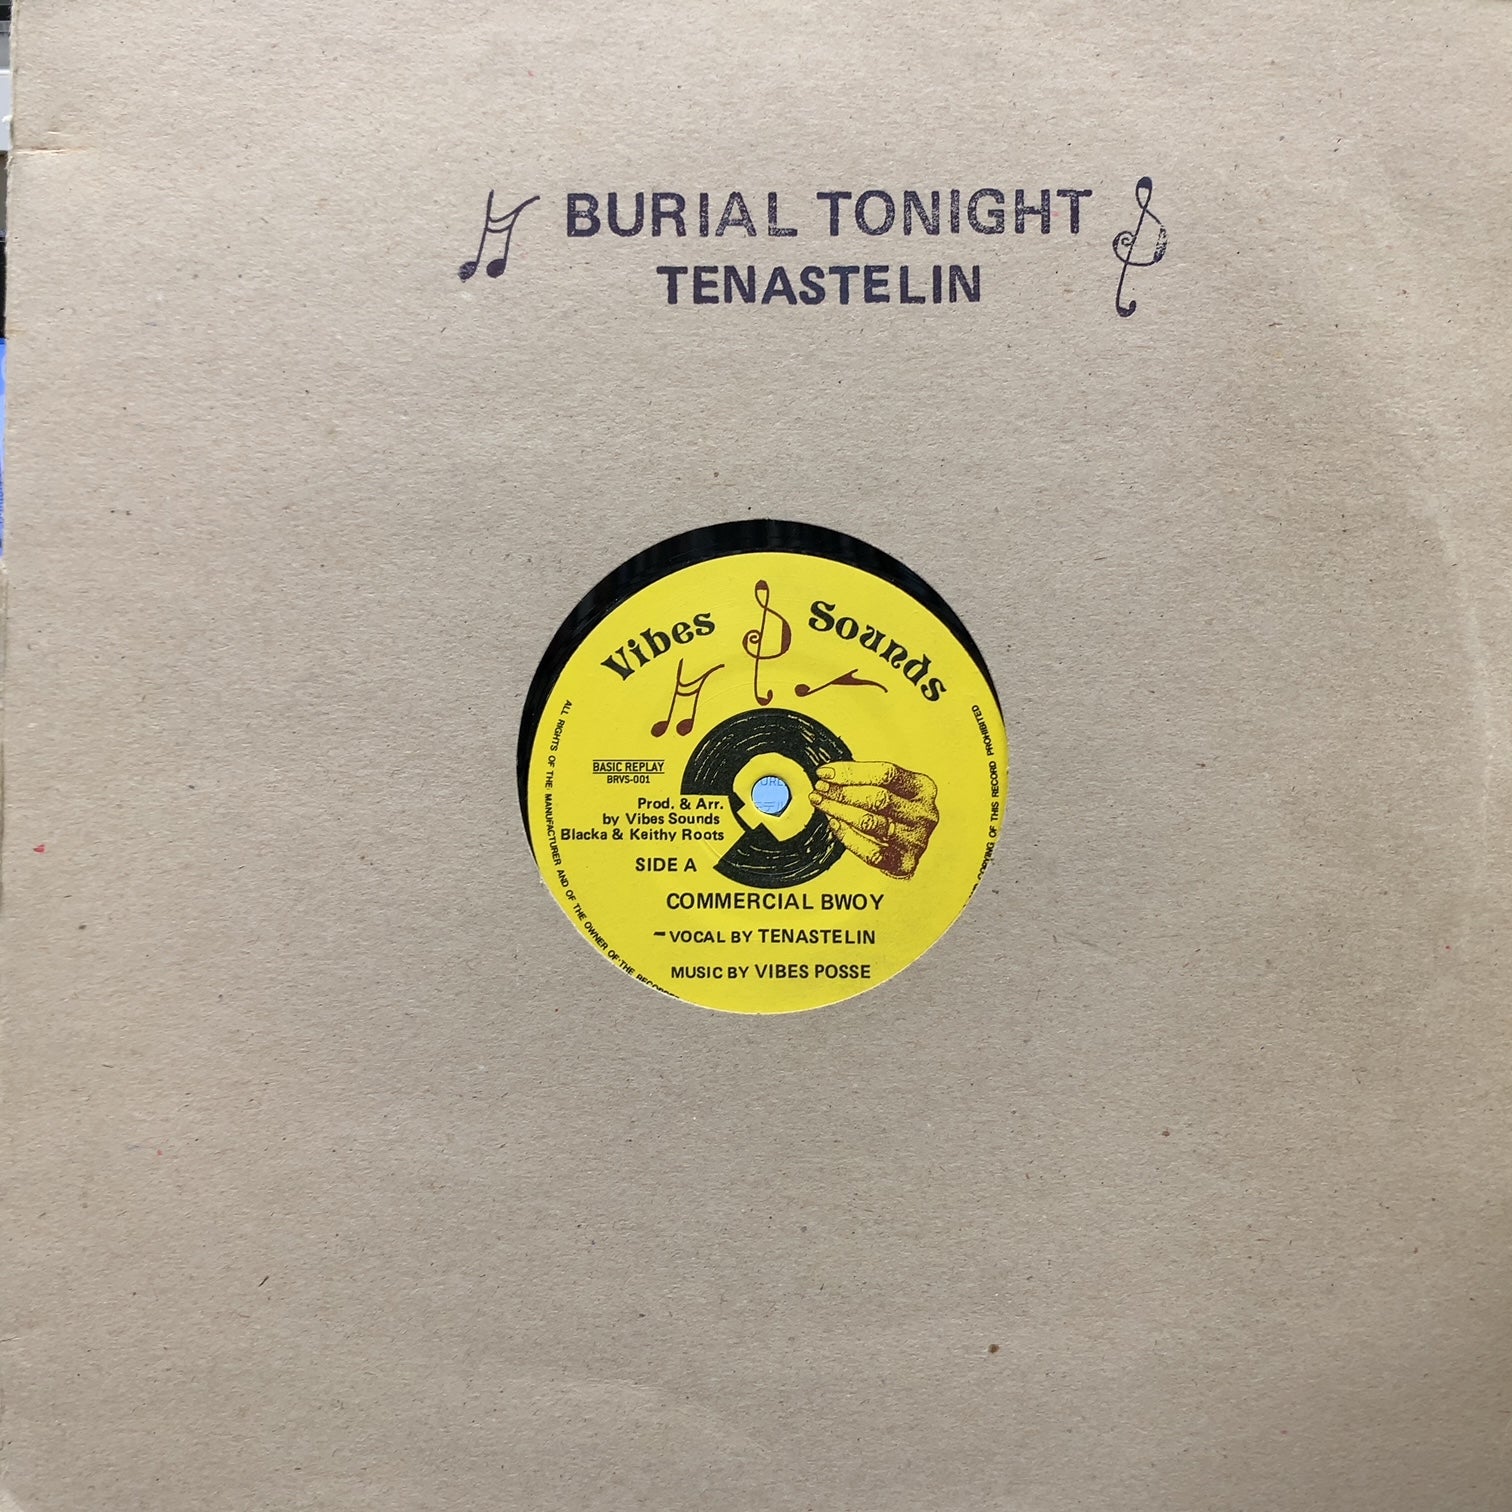 BURIAL TONIGHT
TENASTELIN
Vibes Sounds
BASIC REPLAY
BRVS-001
Prod. & Arr.
by Vibes Sounds
Blacka & Keithy Roots
SIDE A
COMMERCIAL BWOY
-VOCAL BY TENASTELIN
MUSIC BY VIBES POSSE
ALL RIGHTS OF THE MANUFACTURER AND OF THE OWNER OF THE
COPYING OF THIS RECORD PROHIBITED